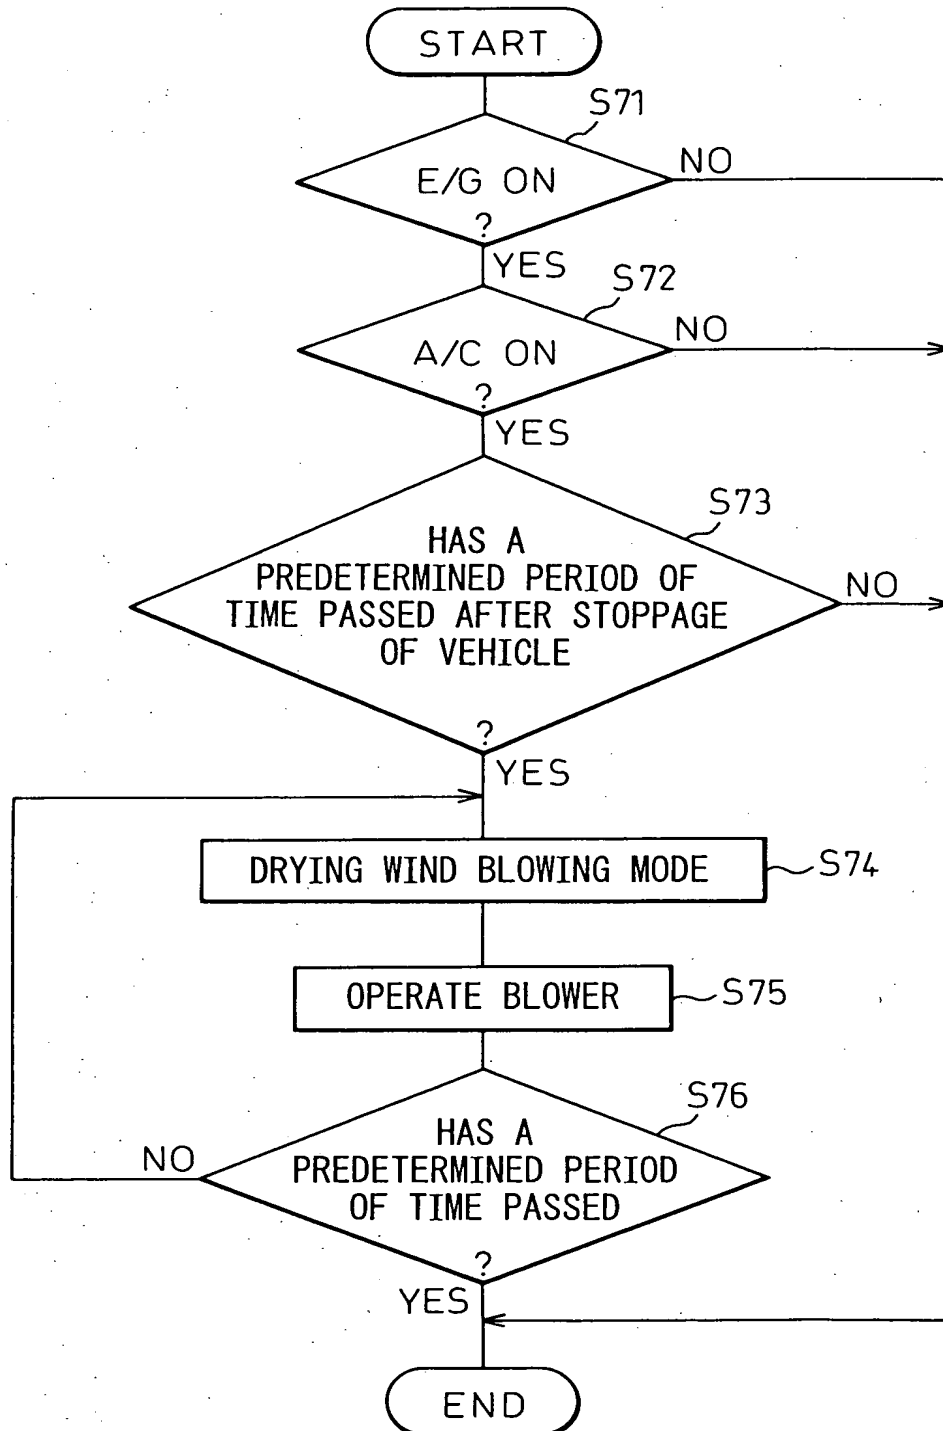 START
S71
E/G ON
?
NO
YES
S72
A/C ON
?
NO
YES
S73
HAS A
PREDETERMINED PERIOD OF
TIME PASSED AFTER STOPPAGE
OF VEHICLE
?
NO
YES
DRYING WIND BLOWING MODE
S74
OPERATE BLOWER
S75
S76
HAS A
PREDETERMINED PERIOD
OF TIME PASSED
?
NO
YES
END